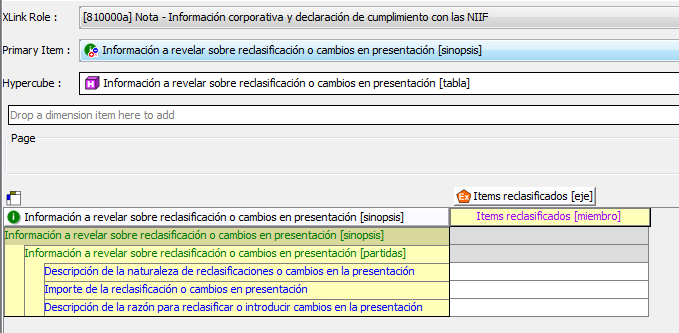 XLink Role : [810000a] Nota - Información corporativa y declaración de cumplimiento con las NIIF
Primary Item : Información a revelar sobre reclasificación o cambios en presentación [sinopsis]
Hypercube : H Información a revelar sobre reclasificación o cambios en presentación [tabla]
Drop a dimension item here to add
Page
Ex Items reclasificados [eje]
i Información a revelar sobre reclasificación o cambios en presentación [sinopsis] Items reclasificados [miembro]
Información a revelar sobre reclasificación o cambios en presentación [sinopsis]
Información a revelar sobre reclasificación o cambios en presentación [partidas]
Descripción de la naturaleza de reclasificaciones o cambios en la presentación
Importe de la reclasificación o cambios en presentación
Descripción de la razón para reclasificar o introducir cambios en la presentación